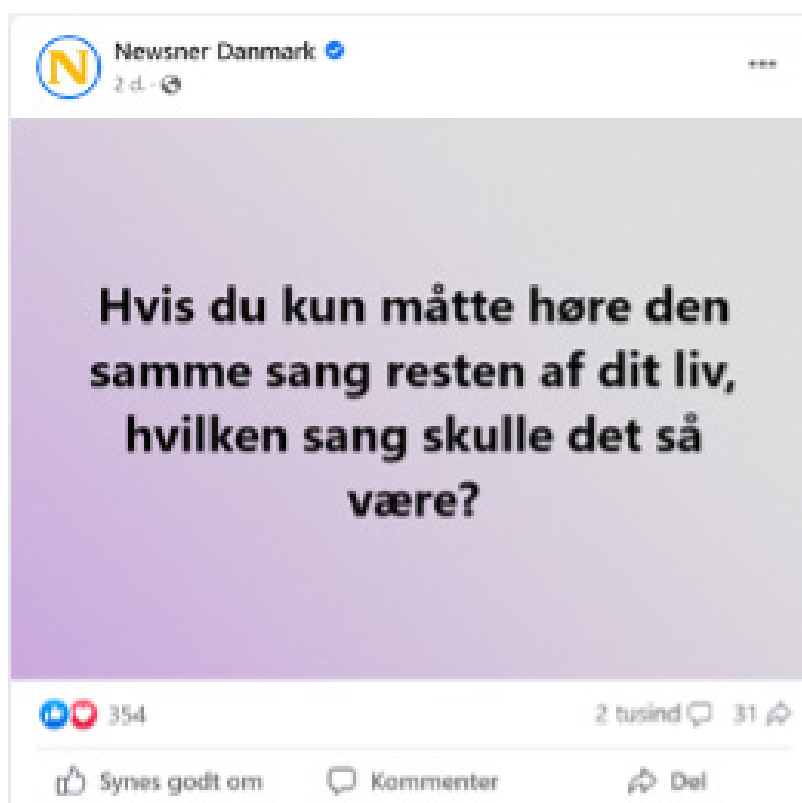 N
Newsner Danmark
2 d. ·
Hvis du kun måtte høre den
samme sang resten af dit liv,
hvilken sang skulle det så
være?
354 2 tusind 31
Synes godt om Kommenter Del